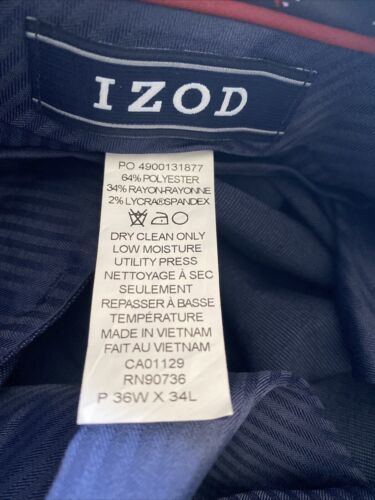 IZOD
PO 4900131877
64% POLYESTER
34% RAYON-RAYONNE
2% LYCRA®SPANDEX
DRY CLEAN ONLY
LOW MOISTURE
UTILITY PRESS
NETTOYAGE À SEC
SEULEMENT
REPASSER À BASSE
TEMPÉRATURE
MADE IN VIETNAM
FAIT AU VIETNAM
CA01129
RN90736
P 36W X 34L